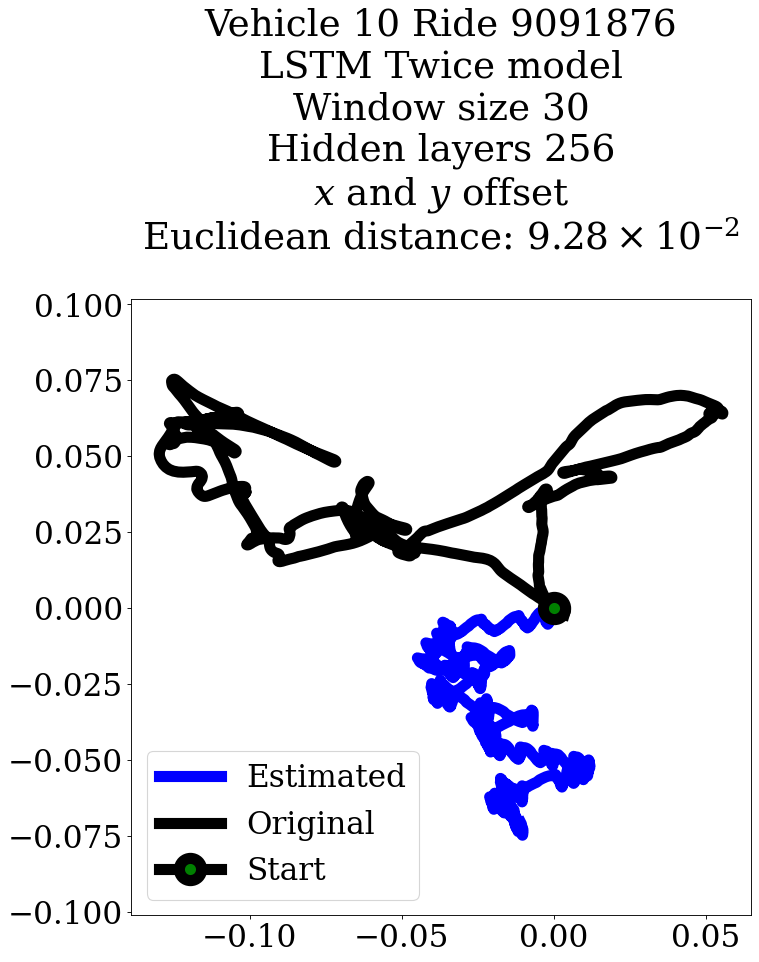 Vehicle 10 Ride 9091876
LSTM Twice model
Window size 30
Hidden layers 256
x and y offset
Euclidean distance: 9.28 × 10⁻²
0.100
0.075
0.050
0.025
0.000
−0.025
−0.050
−0.075
−0.100
Estimated
Original
Start
−0.10 −0.05 0.00 0.05